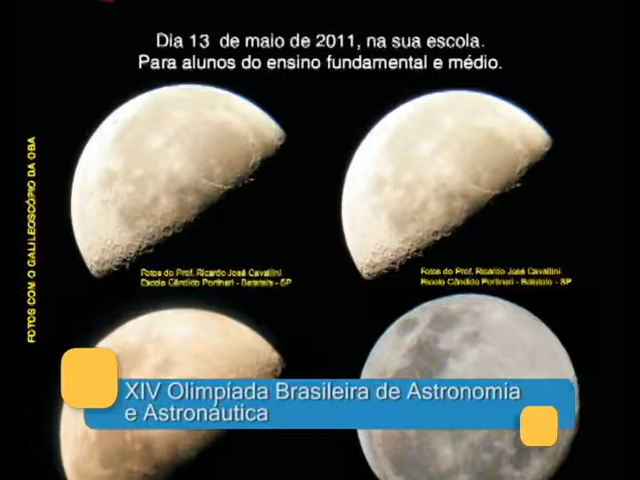 Dia 13 de maio de 2011, na sua escola.
Para alunos do ensino fundamental e médio.
FOTOS COM O GALILEOSCÓPIO DA OBA
Fotos do Prof. Ricardo José Cavallini
Escola Cândido Portinari - Batatais - SP
Fotos do Prof. Ricardo José Cavallini
Escola Cândido Portinari - Batatais - SP
XIV Olimpíada Brasileira de Astronomia
e Astronáutica